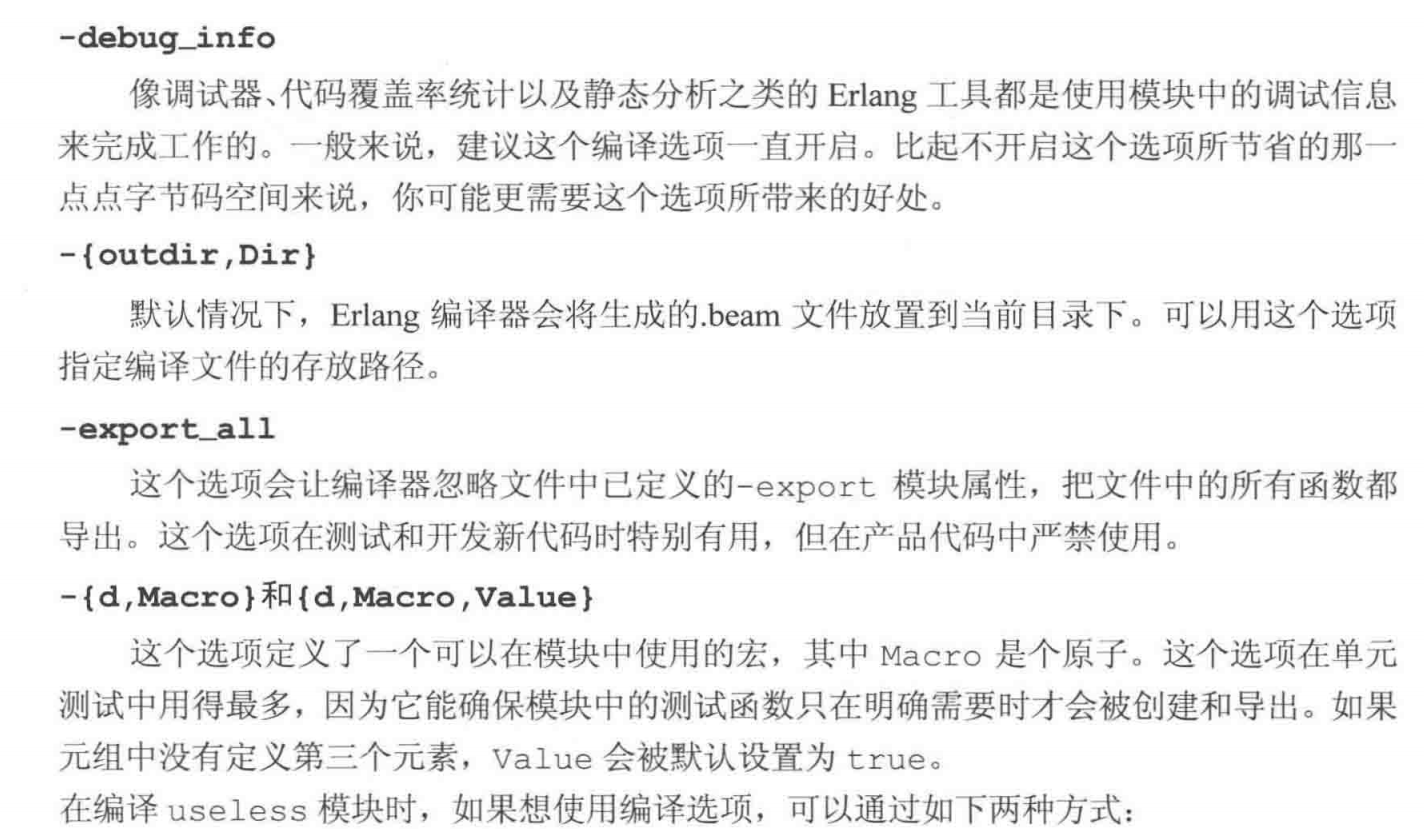 -debug_info
像调试器、代码覆盖率统计以及静态分析之类的 Erlang 工具都是使用模块中的调试信息
来完成工作的。一般来说，建议这个编译选项一直开启。比起不开启这个选项所节省的那一
点点字节码空间来说，你可能更需要这个选项所带来的好处。
-{outdir,Dir}
默认情况下，Erlang 编译器会将生成的.beam 文件放置到当前目录下。可以用这个选项
指定编译文件的存放路径。
-export_all
这个选项会让编译器忽略文件中已定义的-export 模块属性，把文件中的所有函数都
导出。这个选项在测试和开发新代码时特别有用，但在产品代码中严禁使用。
-{d,Macro}和{d,Macro,Value}
这个选项定义了一个可以在模块中使用的宏，其中 Macro 是个原子。这个选项在单元
测试中用得最多，因为它能确保模块中的测试函数只在明确需要时才会被创建和导出。如果
元组中没有定义第三个元素，Value 会被默认设置为 true。
在编译 useless 模块时，如果想使用编译选项，可以通过如下两种方式：